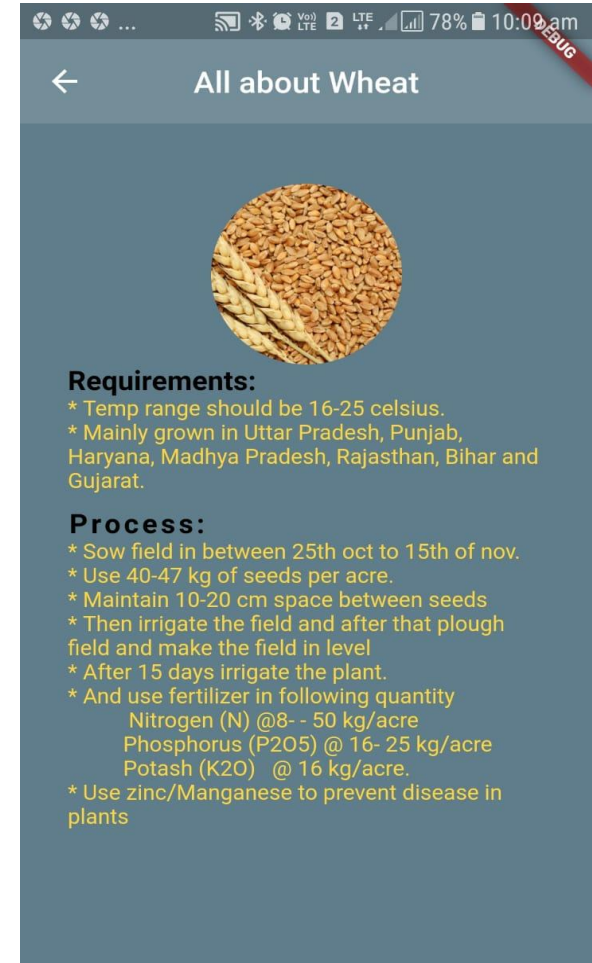 ... VoI) LTE 2 LTE 78% 10:09 am
DEBUG
All about Wheat
Requirements:
* Temp range should be 16-25 celsius.
* Mainly grown in Uttar Pradesh, Punjab,
Haryana, Madhya Pradesh, Rajasthan, Bihar and
Gujarat.
Process:
* Sow field in between 25th oct to 15th of nov.
* Use 40-47 kg of seeds per acre.
* Maintain 10-20 cm space between seeds
* Then irrigate the field and after that plough
field and make the field in level
* After 15 days irrigate the plant.
* And use fertilizer in following quantity
Nitrogen (N) @8- - 50 kg/acre
Phosphorus (P2O5) @ 16- 25 kg/acre
Potash (K2O) @ 16 kg/acre.
* Use zinc/Manganese to prevent disease in
plants